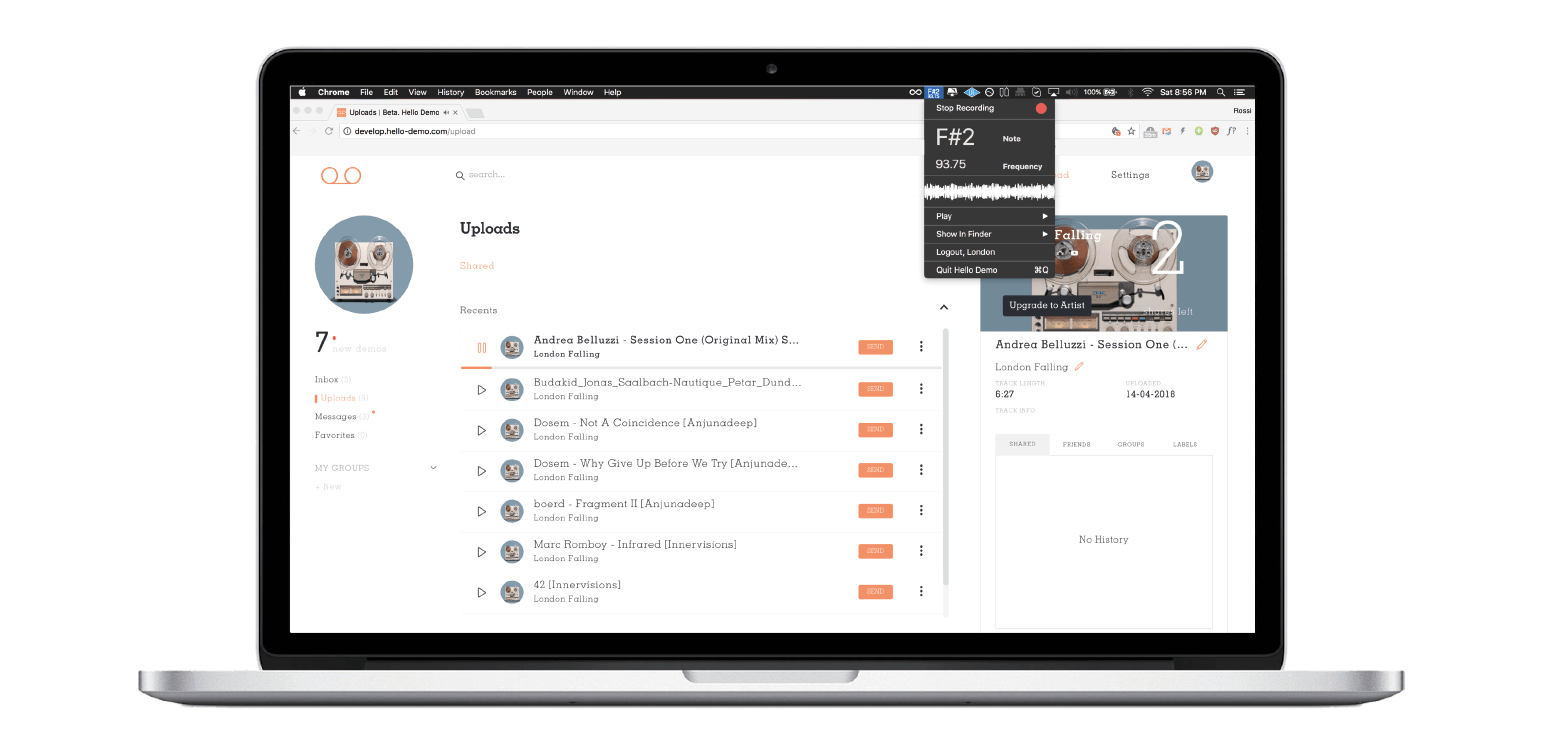 Chrome File Edit View History Bookmarks People Window Help
F#2
100% Sat 8:56 PM
Uploads | Beta. Hello Demo
Rossi
develop.hello-demo.com/upload
Stop Recording
F#2 Note
93.75 Frequency
Play
Show In Finder
Logout, London
Quit Hello Demo ⌘Q
search...
Settings
Uploads
Shared
Recents
7 new demos
Inbox (3)
Uploads (9)
Messages (3)
Favorites (0)
MY GROUPS
+ New
Andrea Belluzzi - Session One (Original Mix) S...
London Falling
SEND
Budakid_Jonas_Saalbach-Nautique_Petar_Dund...
London Falling
SEND
Dosem - Not A Coincidence [Anjunadeep]
London Falling
SEND
Dosem - Why Give Up Before We Try [Anjunade...
London Falling
SEND
boerd - Fragment II [Anjunadeep]
London Falling
SEND
Marc Romboy - Infrared [Innervisions]
London Falling
SEND
42 [Innervisions]
London Falling
SEND
Falling
2
left
Upgrade to Artist
Andrea Belluzzi - Session One (...
London Falling
TRACK LENGTH UPLOADED
6:27 14-04-2018
TRACK INFO
SHARED FRIENDS GROUPS LABELS
No History